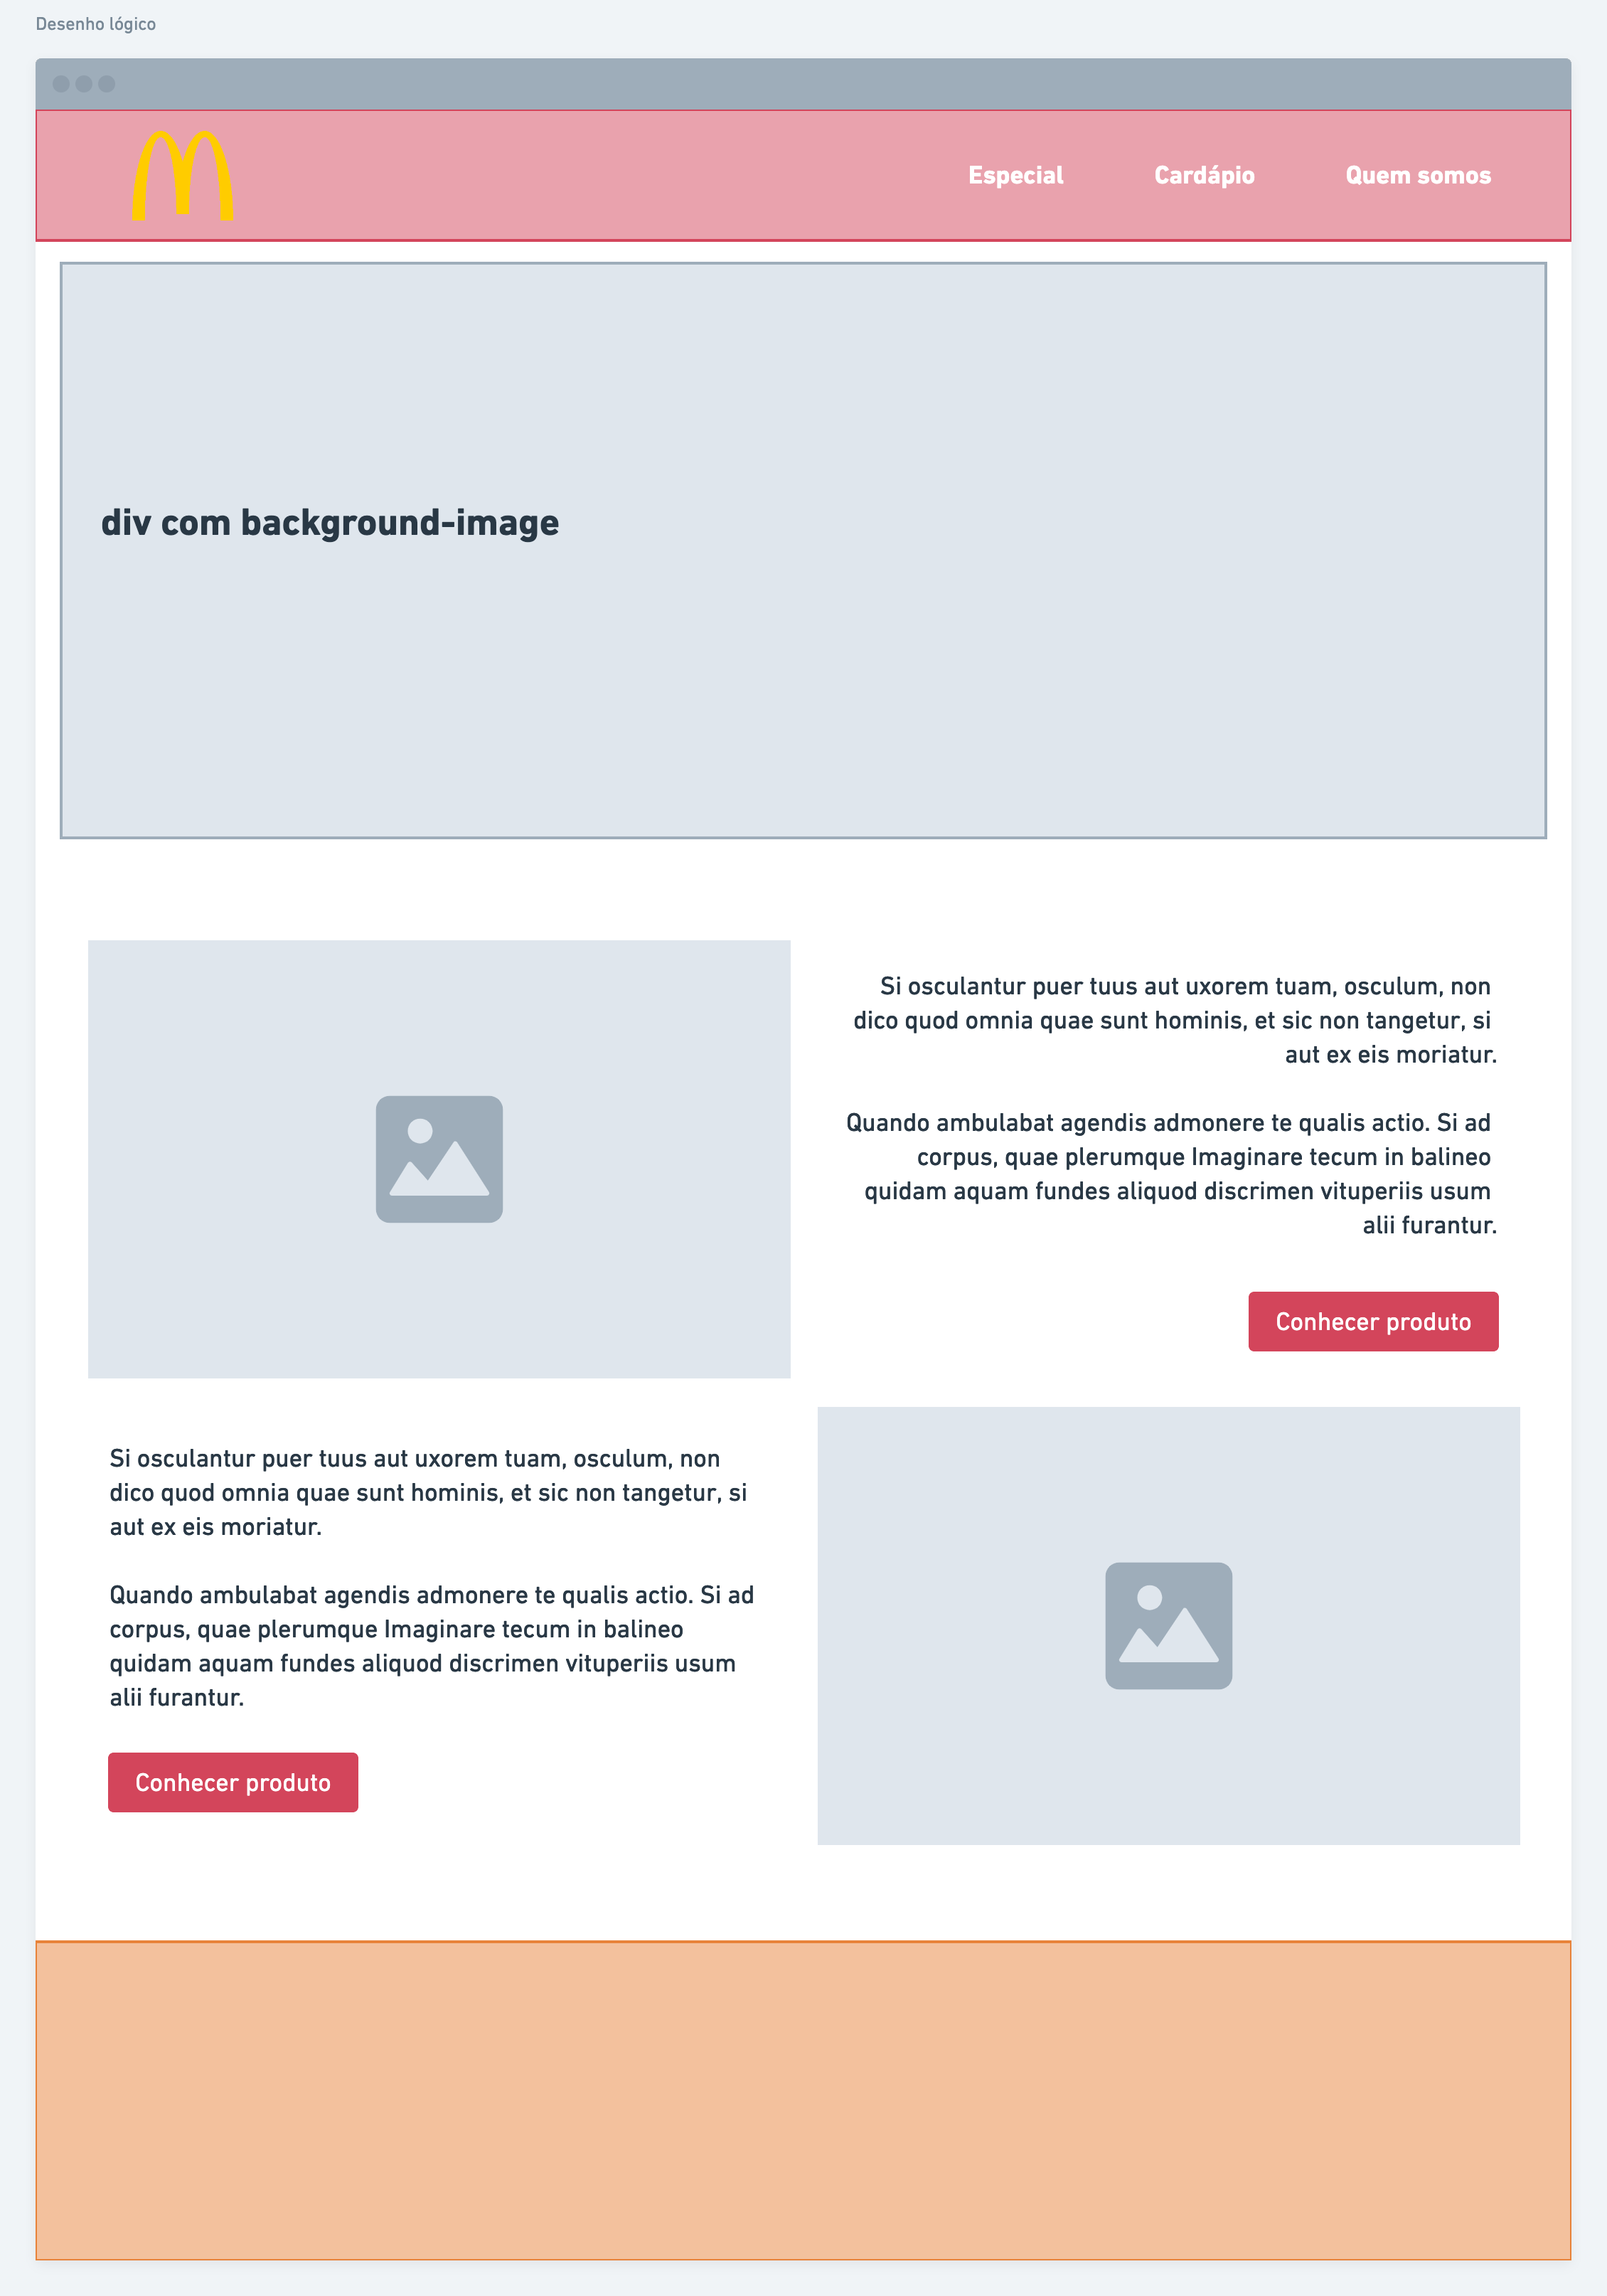 Desenho lógico
Especial
Cardápio
Quem somos
div com background-image
Si osculantur puer tuus aut uxorem tuam, osculum, non
dico quod omnia quae sunt hominis, et sic non tangetur, si
aut ex eis moriatur.
Quando ambulabat agendis admonere te qualis actio. Si ad
corpus, quae plerumque Imaginare tecum in balineo
quidam aquam fundes aliquod discrimen vituperiis usum
alii furantur.
Conhecer produto
Si osculantur puer tuus aut uxorem tuam, osculum, non
dico quod omnia quae sunt hominis, et sic non tangetur, si
aut ex eis moriatur.
Quando ambulabat agendis admonere te qualis actio. Si ad
corpus, quae plerumque Imaginare tecum in balineo
quidam aquam fundes aliquod discrimen vituperiis usum
alii furantur.
Conhecer produto